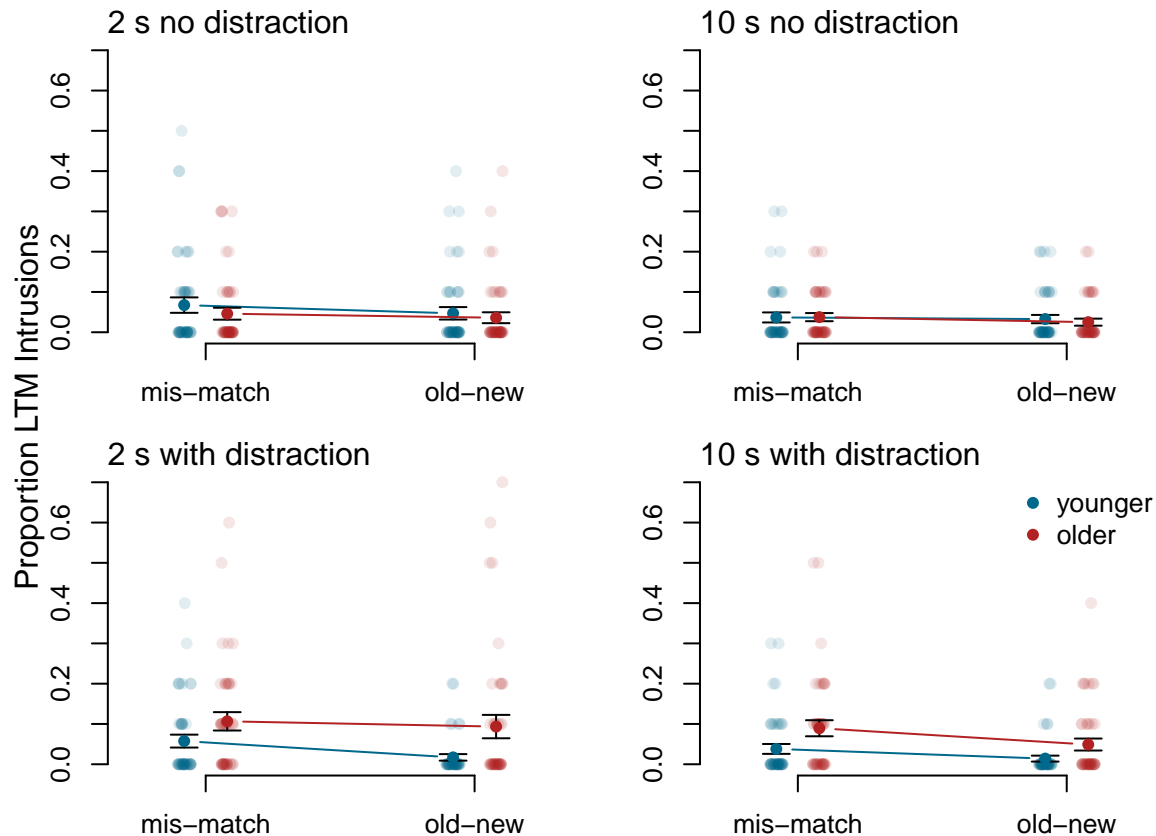 2 s no distraction
10 s no distraction
Proportion LTM Intrusions
0.6
0.4
0.2
0.0
mis−match
old−new
0.6
0.4
0.2
0.0
mis−match
old−new
2 s with distraction
10 s with distraction
0.6
0.4
0.2
0.0
mis−match
old−new
0.6
0.4
0.2
0.0
mis−match
old−new
younger
older